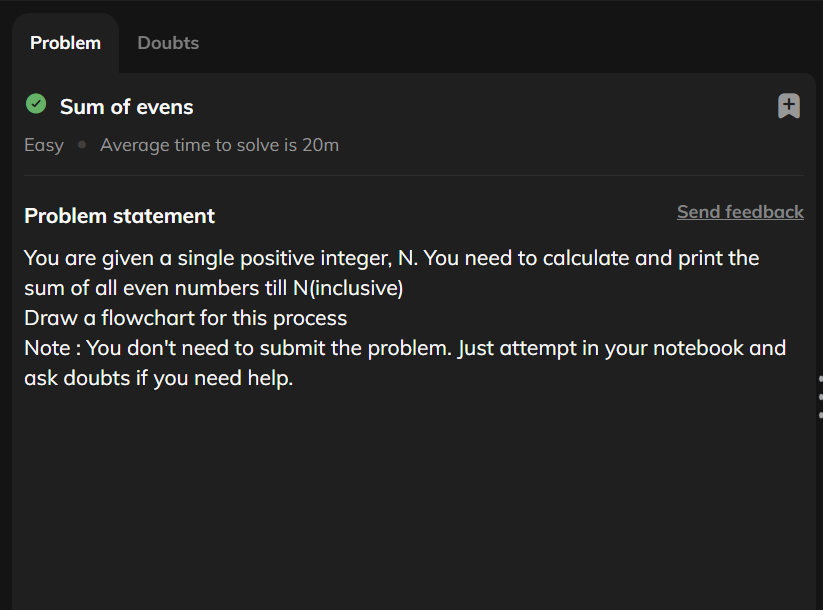 Problem
Doubts
Sum of evens
Easy • Average time to solve is 20m
Problem statement
Send feedback
You are given a single positive integer, N. You need to calculate and print the
sum of all even numbers till N(inclusive)
Draw a flowchart for this process
Note : You don't need to submit the problem. Just attempt in your notebook and
ask doubts if you need help.